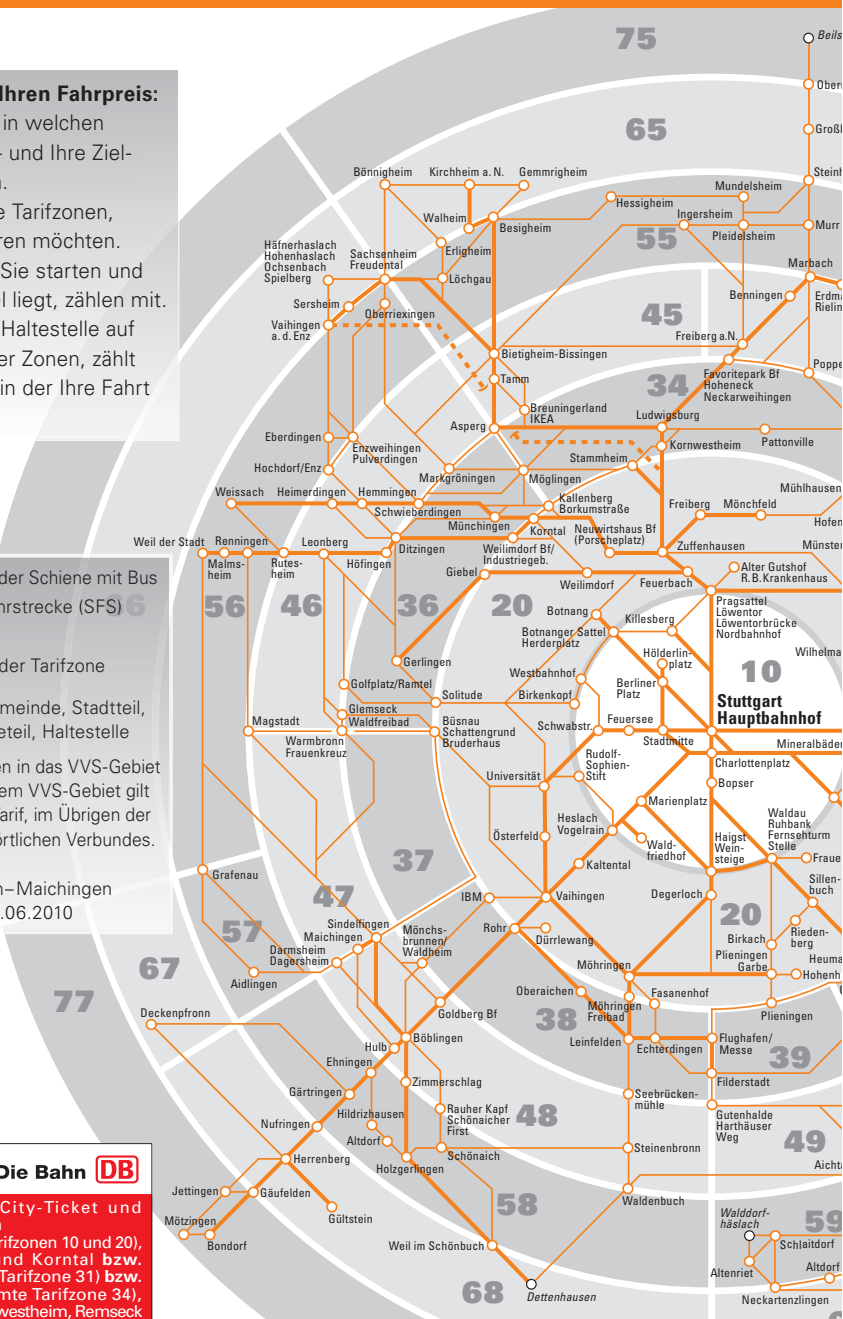 75
Beils
Obers
65
Großb
Ihren Fahrpreis:
in welchen
- und Ihre Ziel-
e Tarifzonen,
ren möchten.
Sie starten und
l liegt, zählen mit.
Haltestelle auf
er Zonen, zählt
in der Ihre Fahrt
Bönnigheim
Kirchheim a. N.
Gemmrigheim
Steinh
Mundelsheim
Hessigheim
Ingersheim
Pleidelsheim
Murr
55
Walheim
Besigheim
Erligheim
Löchgau
Häfnerhaslach
Hohenhaslach
Ochsenbach
Spielberg
Sachsenheim
Freudental
Sersheim
Oberriexingen
Vaihingen
a. d. Enz
Marbach
Benningen
Erdma
Rielin
45
Freiberg a.N.
Bietigheim-Bissingen
Tamm
34
Favoritepark Bf
Hoheneck
Neckarweihingen
Poppe
Breuningerland
IKEA
Asperg
Ludwigsburg
Kornwestheim
Pattonville
Stammheim
Eberdingen
Enzweihingen
Pulverdingen
Hochdorf/Enz
Markgröningen
Möglingen
Mühlhausen
Weissach
Heimerdingen
Hemmingen
Schwieberdingen
Kallenberg
Borkumstraße
Freiberg
Mönchfeld
Hofen
Münchingen
Korntal
Neuwirtshaus Bf
(Porscheplatz)
Zuffenhausen
Münster
Weil der Stadt
Renningen
Malms-
heim
Rutes-
heim
Leonberg
Höfingen
Ditzingen
Weilimdorf Bf/
Industriegeb.
Giebel
Weilimdorf
Feuerbach
Alter Gutshof
R.B.Krankenhaus
der Schiene mit Bus
hrstrecke (SFS)
der Tarifzone
meinde, Stadtteil,
eteil, Haltestelle
en in das VVS-Gebiet
em VVS-Gebiet gilt
Tarif, im Übrigen der
örtlichen Verbundes.
n–Maichingen
.06.2010
56
46
36
20
Botnang
Killesberg
Pragsattel
Löwentor
Löwentorbrücke
Nordbahnhof
Botnanger Sattel
Herderplatz
Hölderlin-
platz
10
Wilhelma
Gerlingen
Westbahnhof
Birkenkopf
Berliner
Platz
Golfplatz/Ramtel
Solitude
Stuttgart
Hauptbahnhof
Glemseck
Waldfreibad
Magstadt
Warmbronn
Frauenkreuz
Büsnau
Schattengrund
Bruderhaus
Schwabstr.
Feuersee
Stadtmitte
Mineralbäder
Charlottenplatz
Rudolf-
Sophien-
Stift
Universität
Bopser
Marienplatz
Heslach
Vogelrain
Wald-
friedhof
Haigst
Wein-
steige
Waldau
Ruhbank
Fernsehturm
Stelle
Österfeld
Kaltental
37
Fraue
Sillen-
buch
Grafenau
IBM
Vaihingen
Degerloch
20
47
Sindelfingen
Maichingen
Mönchs-
brunnen/
Waldheim
Rohr
Dürrlewang
57
Darmsheim
Dagersheim
Aidlingen
Birkach
Rieden-
berg
Plieningen
Garbe
Heuma
Hohenh
Möhringen
67
77
Deckenpfronn
Oberaichen
Möhringen
Freibad
Fasanenhof
Plieningen
Goldberg Bf
38
Leinfelden
Echterdingen
Flughafen/
Messe
39
Böblingen
Hulb
Ehningen
Zimmerschlag
Filderstadt
Gärtringen
Hildrizhausen
Rauher Kapf
Schönaicher
First
48
Seebrücken-
mühle
Gutenhalde
Harthäuser
Weg
Nufringen
Altdorf
Holzgerlingen
Schönaich
Steinenbronn
49
Aichta
Herrenberg
Jettingen
Gäufelden
58
Waldenbuch
Mötzingen
Gültstein
Bondorf
Weil im Schönbuch
Walddorf-
häslach
59
Schlaitdorf
Altenriet
Altdorf
68
Dettenhausen
Neckartenzlingen
Die Bahn DB
City-Ticket und
rifzonen 10 und 20),
und Korntal bzw.
Tarifzone 31) bzw.
mte Tarifzone 34),
westheim, Remseck